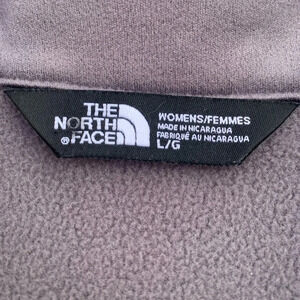 THE
NORTH
®FACE
WOMENS/FEMMES
MADE IN NICARAGUA
FABRIQUÉ AU NICARAGUA
L/G